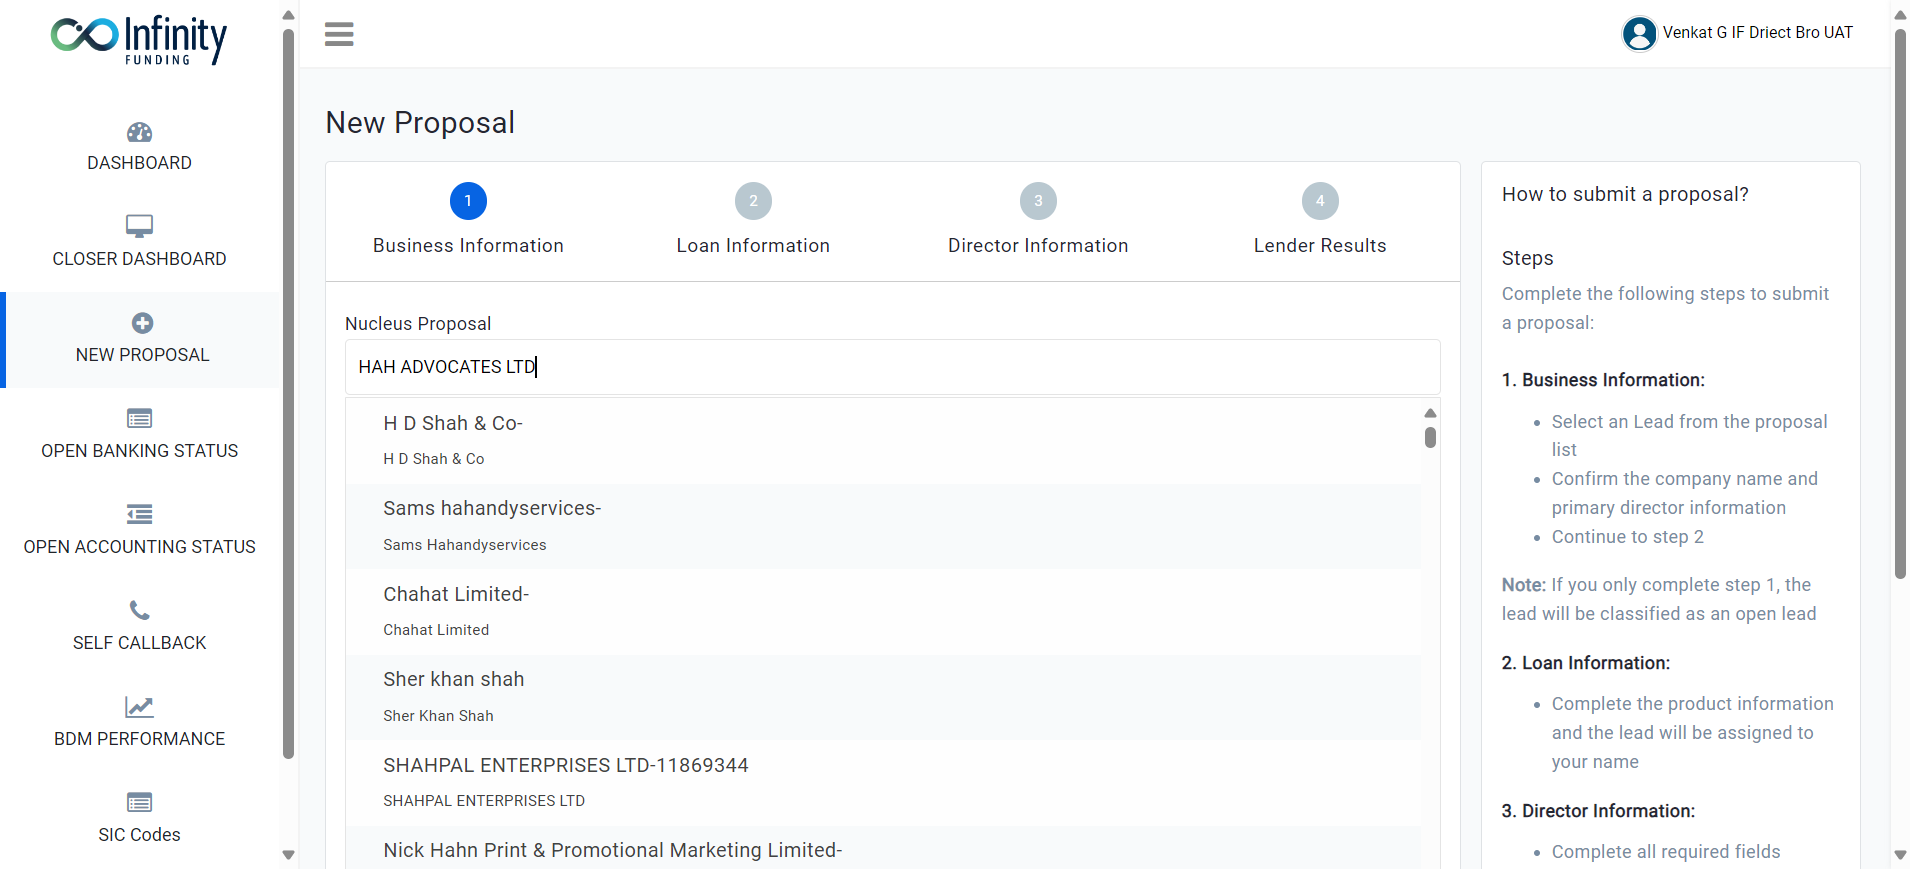 Infinity
FUNDING
DASHBOARD
CLOSER DASHBOARD
NEW PROPOSAL
OPEN BANKING STATUS
OPEN ACCOUNTING STATUS
SELF CALLBACK
BDM PERFORMANCE
SIC Codes
Venkat G IF Driect Bro UAT
New Proposal
1
2
3
4
Business Information
Loan Information
Director Information
Lender Results
Nucleus Proposal
HAH ADVOCATES LTD
H D Shah & Co-
H D Shah & Co
Sams hahandyservices-
Sams Hahandyservices
Chahat Limited-
Chahat Limited
Sher khan shah
Sher Khan Shah
SHAHPAL ENTERPRISES LTD-11869344
SHAHPAL ENTERPRISES LTD
Nick Hahn Print & Promotional Marketing Limited-
How to submit a proposal?
Steps
Complete the following steps to submit
a proposal:
1. Business Information:
• Select an Lead from the proposal
list
• Confirm the company name and
primary director information
• Continue to step 2
Note: If you only complete step 1, the
lead will be classified as an open lead
2. Loan Information:
• Complete the product information
and the lead will be assigned to
your name
3. Director Information:
• Complete all required fields